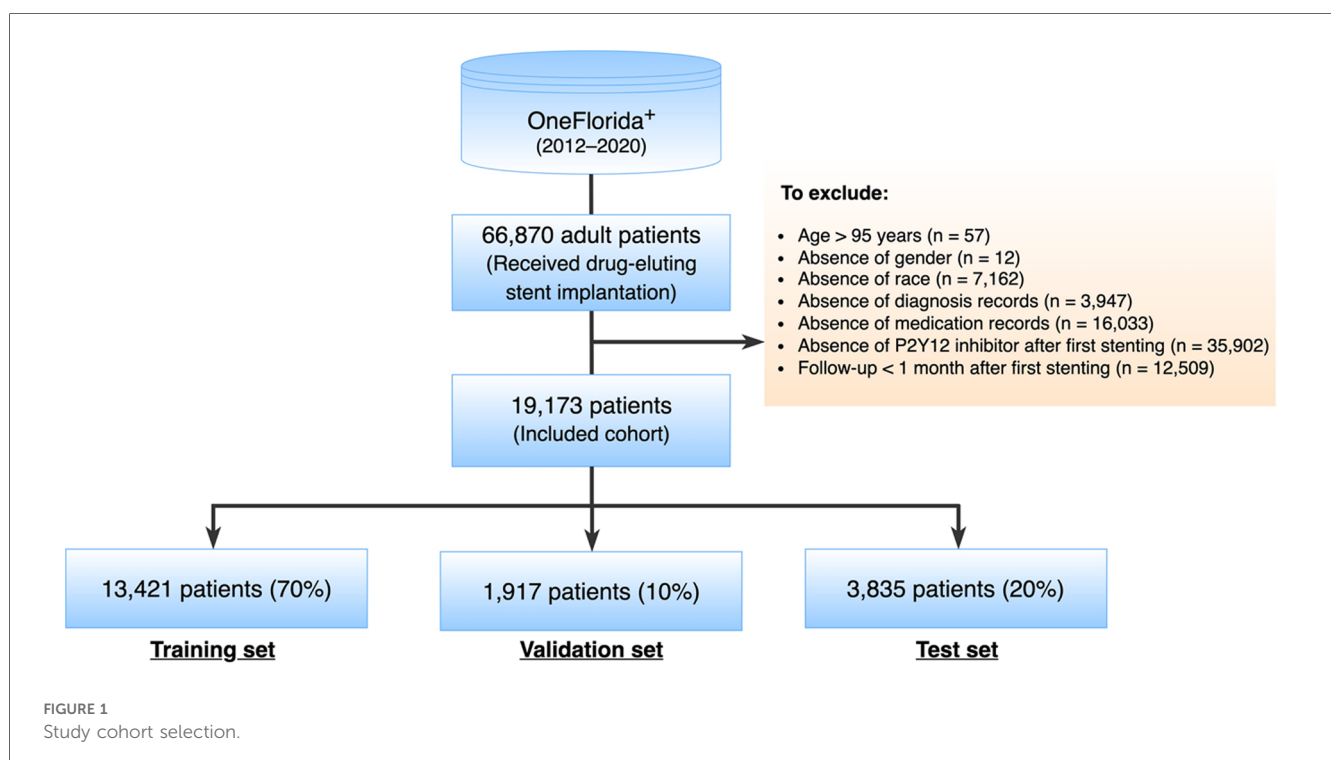 OneFlorida+
(2012–2020)
66,870 adult patients
(Received drug-eluting
stent implantation)
To exclude:
• Age > 95 years (n = 57)
• Absence of gender (n = 12)
• Absence of race (n = 7,162)
• Absence of diagnosis records (n = 3,947)
• Absence of medication records (n = 16,033)
• Absence of P2Y12 inhibitor after first stenting (n = 35,902)
• Follow-up < 1 month after first stenting (n = 12,509)
19,173 patients
(Included cohort)
13,421 patients (70%)
Training set
1,917 patients (10%)
Validation set
3,835 patients (20%)
Test set
FIGURE 1
Study cohort selection.